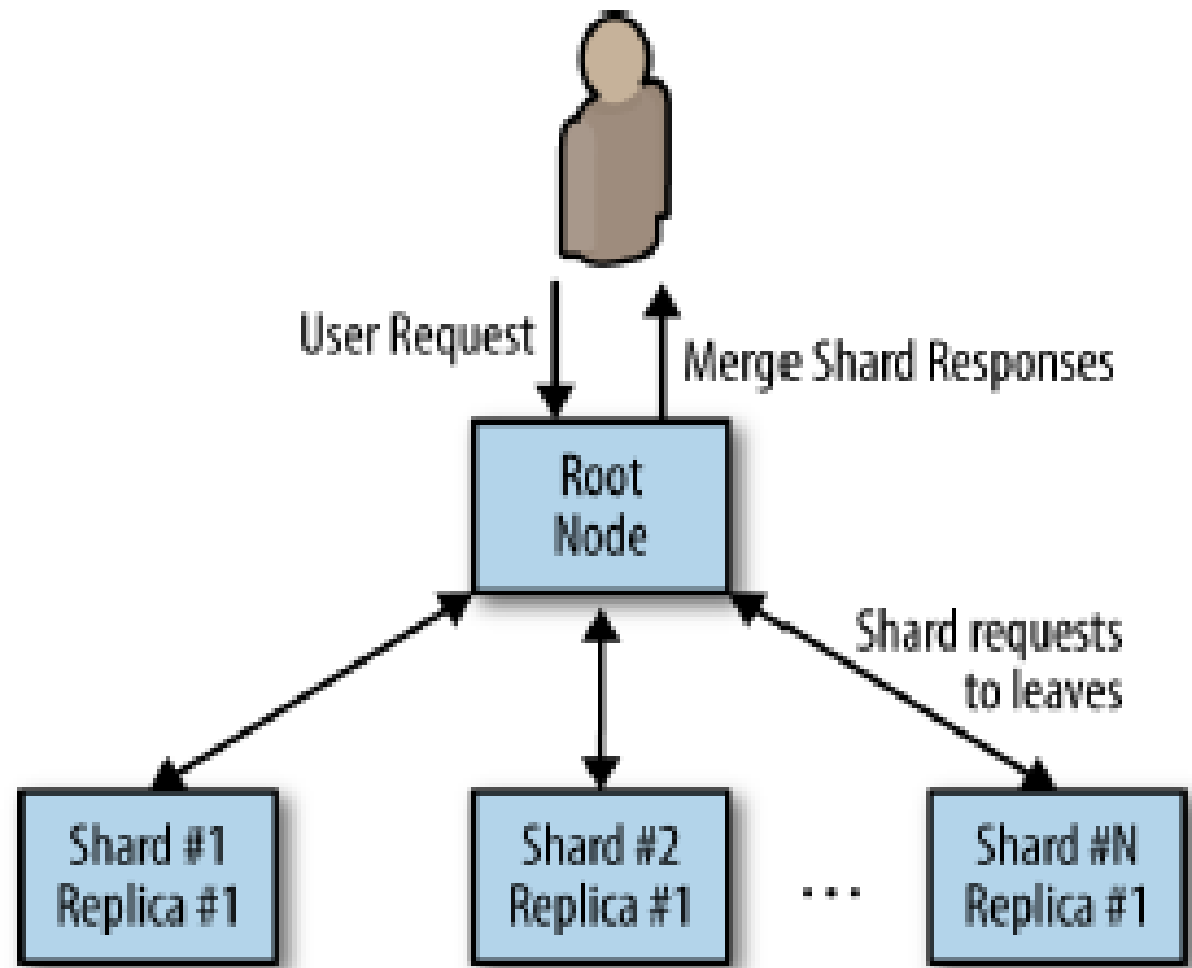 User Request
Merge Shard Responses
Root
Node
Shard requests
to leaves
Shard #1
Replica #1
Shard #2
Replica #1
...
Shard #N
Replica #1